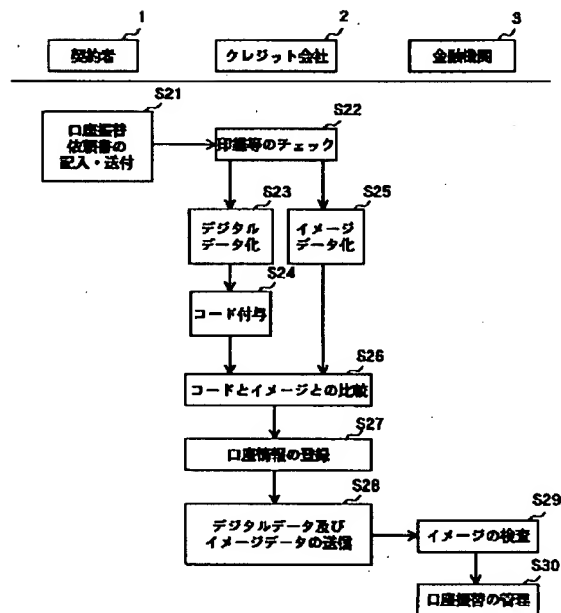 1
2
3
契約者
クレジット会社
金融機関
S21
口座振替
依頼書の
記入・送付
S22
印鑑等のチェック
S23
デジタル
データ化
S25
イメージ
データ化
S24
コード付与
S26
コードとイメージとの比較
S27
口座情報の登録
S28
デジタルデータ及び
イメージデータの送信
S29
イメージの検査
S30
口座振替の管理